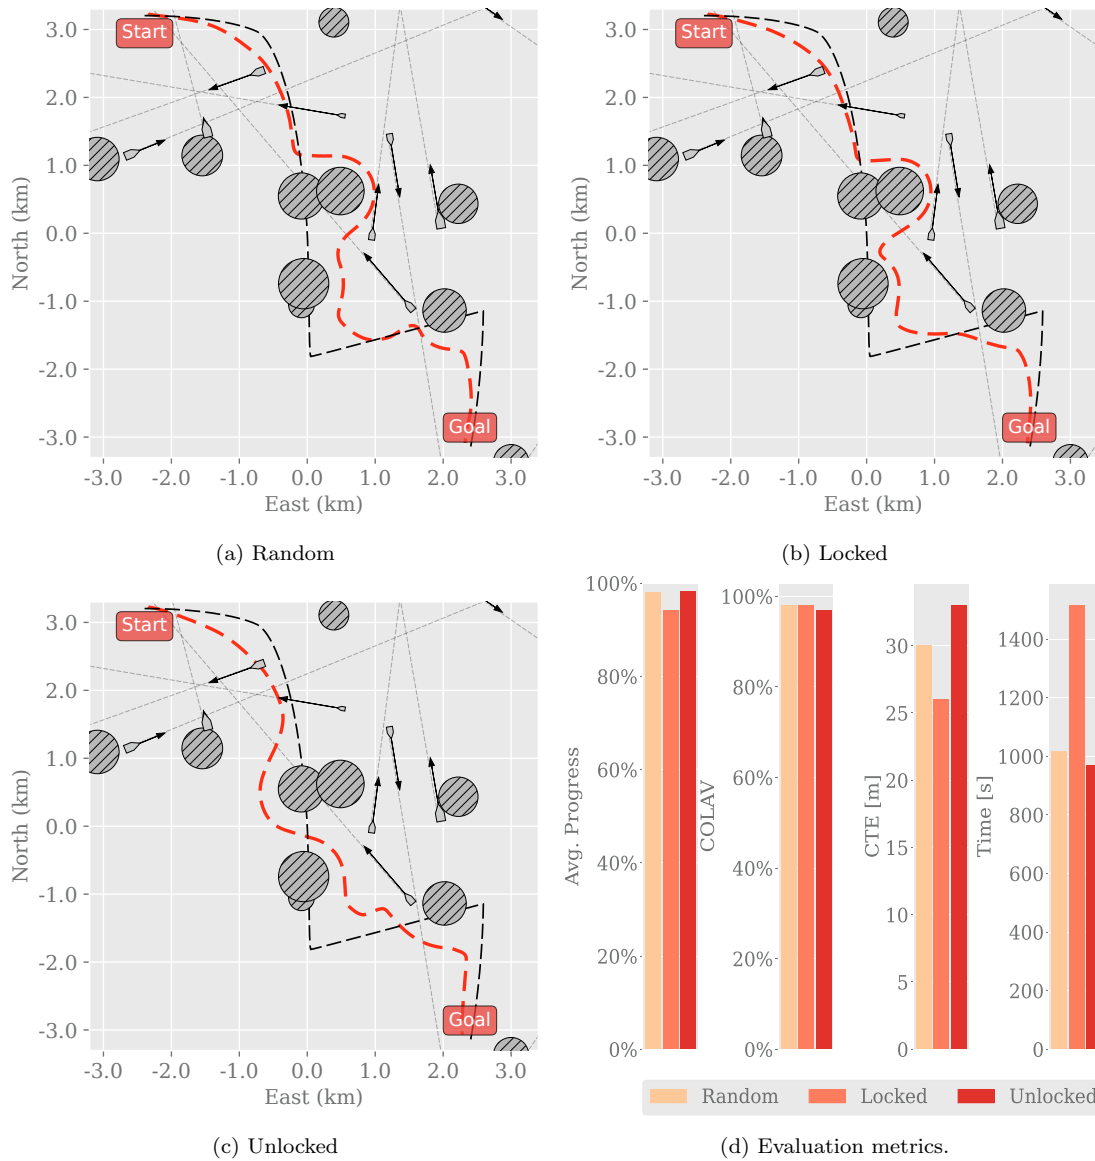 3.0
2.0
1.0
0.0
-1.0
-2.0
-3.0
North (km)
Start
Goal
-3.0 -2.0 -1.0 0.0 1.0 2.0 3.0
East (km)
(a) Random
3.0
2.0
1.0
0.0
-1.0
-2.0
-3.0
North (km)
Start
Goal
-3.0 -2.0 -1.0 0.0 1.0 2.0 3.0
East (km)
(b) Locked
3.0
2.0
1.0
0.0
-1.0
-2.0
-3.0
North (km)
Start
Goal
-3.0 -2.0 -1.0 0.0 1.0 2.0 3.0
East (km)
(c) Unlocked
100%
80%
60%
40%
20%
0%
Avg. Progress
100%
80%
60%
40%
20%
0%
COLAV
30
25
20
15
10
5
0
CTE [m]
1400
1200
1000
800
600
400
200
0
Time [s]
Random Locked Unlocked
(d) Evaluation metrics.